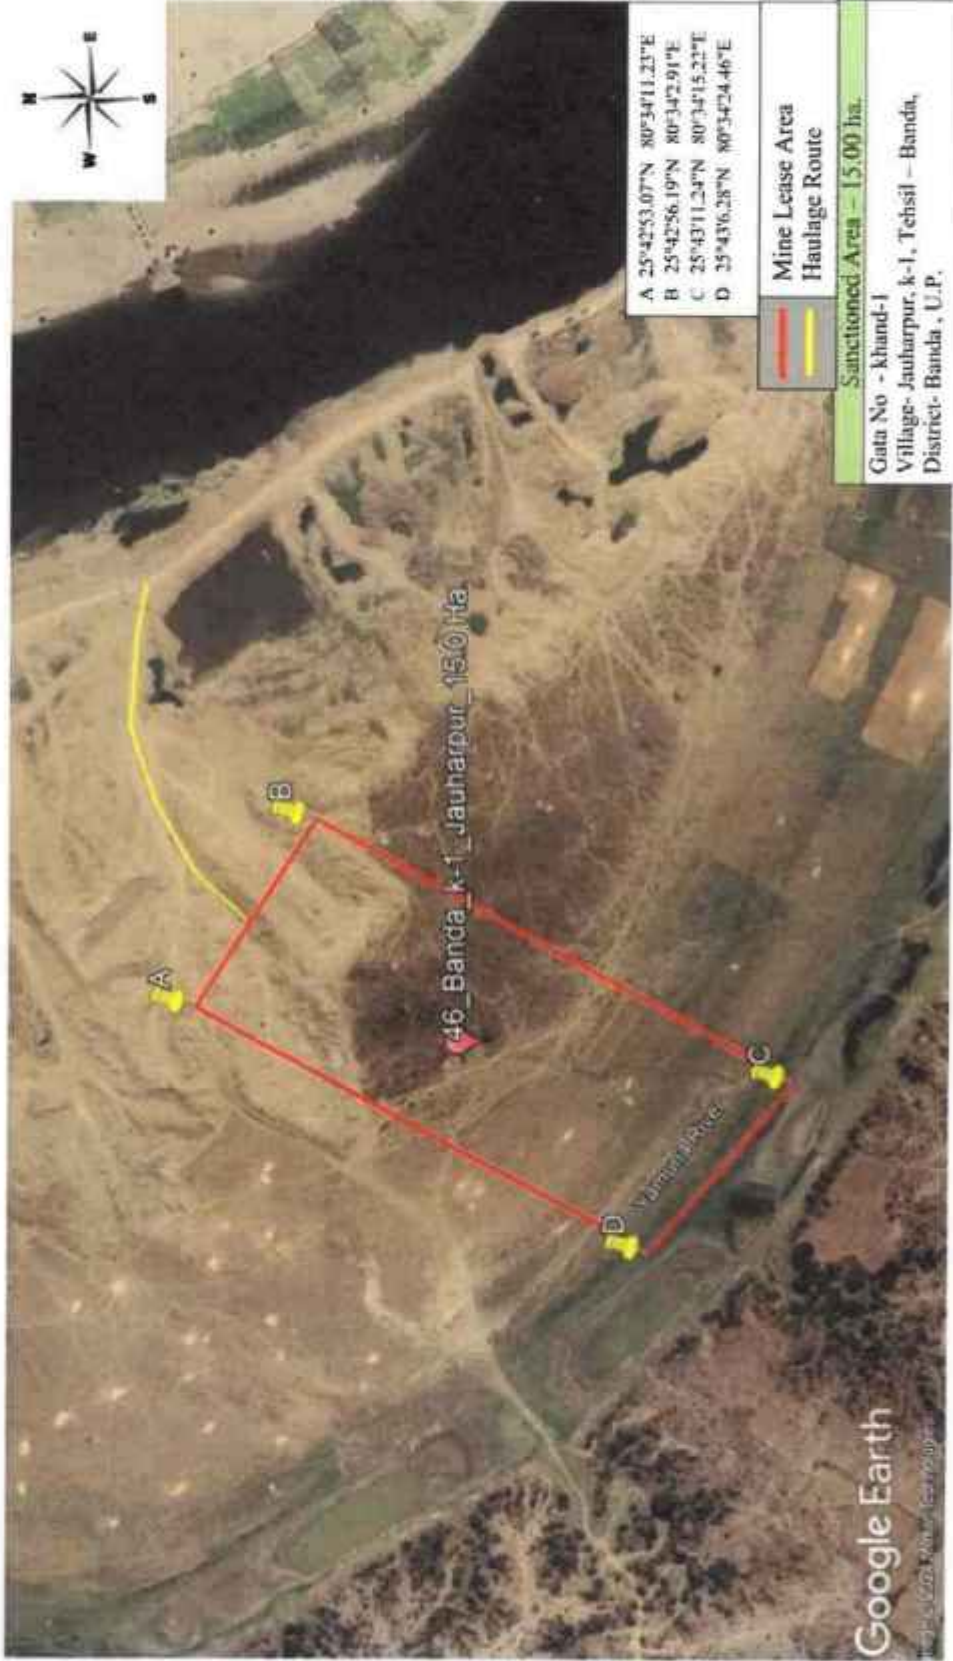 N
W
E
S
A 25°42'53.07"N 80°34'11.23"E
B 25°42'56.19"N 80°34'2.91"E
C 25°43'11.24"N 80°34'15.22"E
D 25°43'6.28"N 80°34'24.46"E
Mine Lease Area
Haulage Route
Sanctioned Area – 15.00 ha.
Gata No - khand-1
Village- Jauharpur, k-1, Tehsil – Banda,
District- Banda , U.P.
A
B
46_Banda_k-1_Jauharpur_15.0 Ha
C
D
Yamuna River
Google Earth